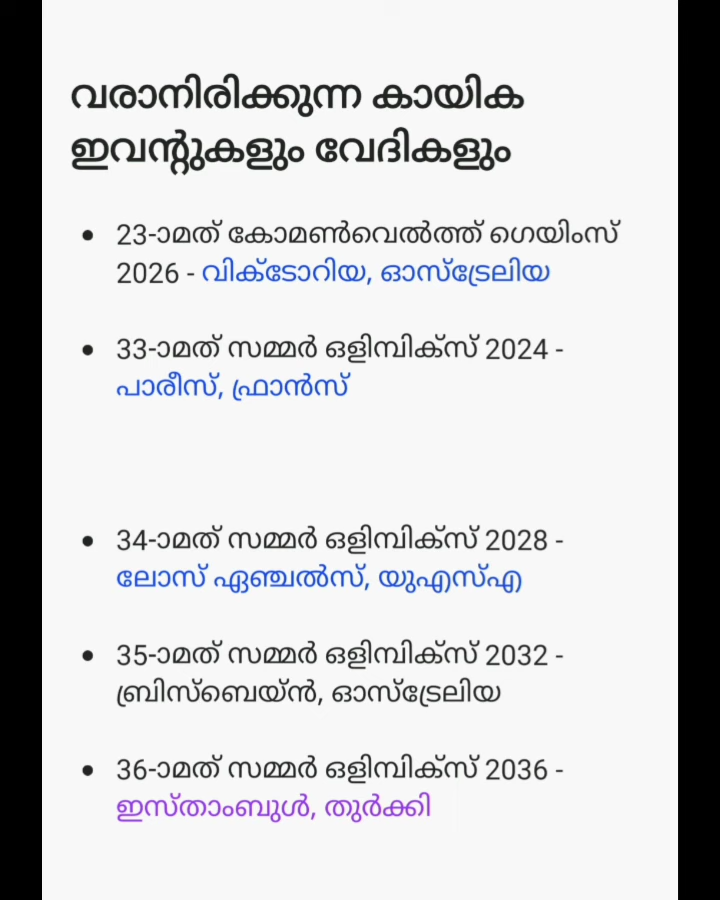 വരാനിരിക്കുന്ന കായിക
ഇവന്റുകളും വേദികളും
• 23-ാമത് കോമൺവെൽത്ത് ഗെയിംസ്
2026 - വിക്ടോറിയ, ഓസ്ട്രേലിയ
• 33-ാമത് സമ്മർ ഒളിമ്പിക്സ് 2024 -
പാരീസ്, ഫ്രാൻസ്
• 34-ാമത് സമ്മർ ഒളിമ്പിക്സ് 2028 -
ലോസ് ഏഞ്ചൽസ്, യുഎസ്എ
• 35-ാമത് സമ്മർ ഒളിമ്പിക്സ് 2032 -
ബ്രിസ്ബെയ്ൻ, ഓസ്ട്രേലിയ
• 36-ാമത് സമ്മർ ഒളിമ്പിക്സ് 2036 -
ഇസ്താംബുൾ, തുർക്കി